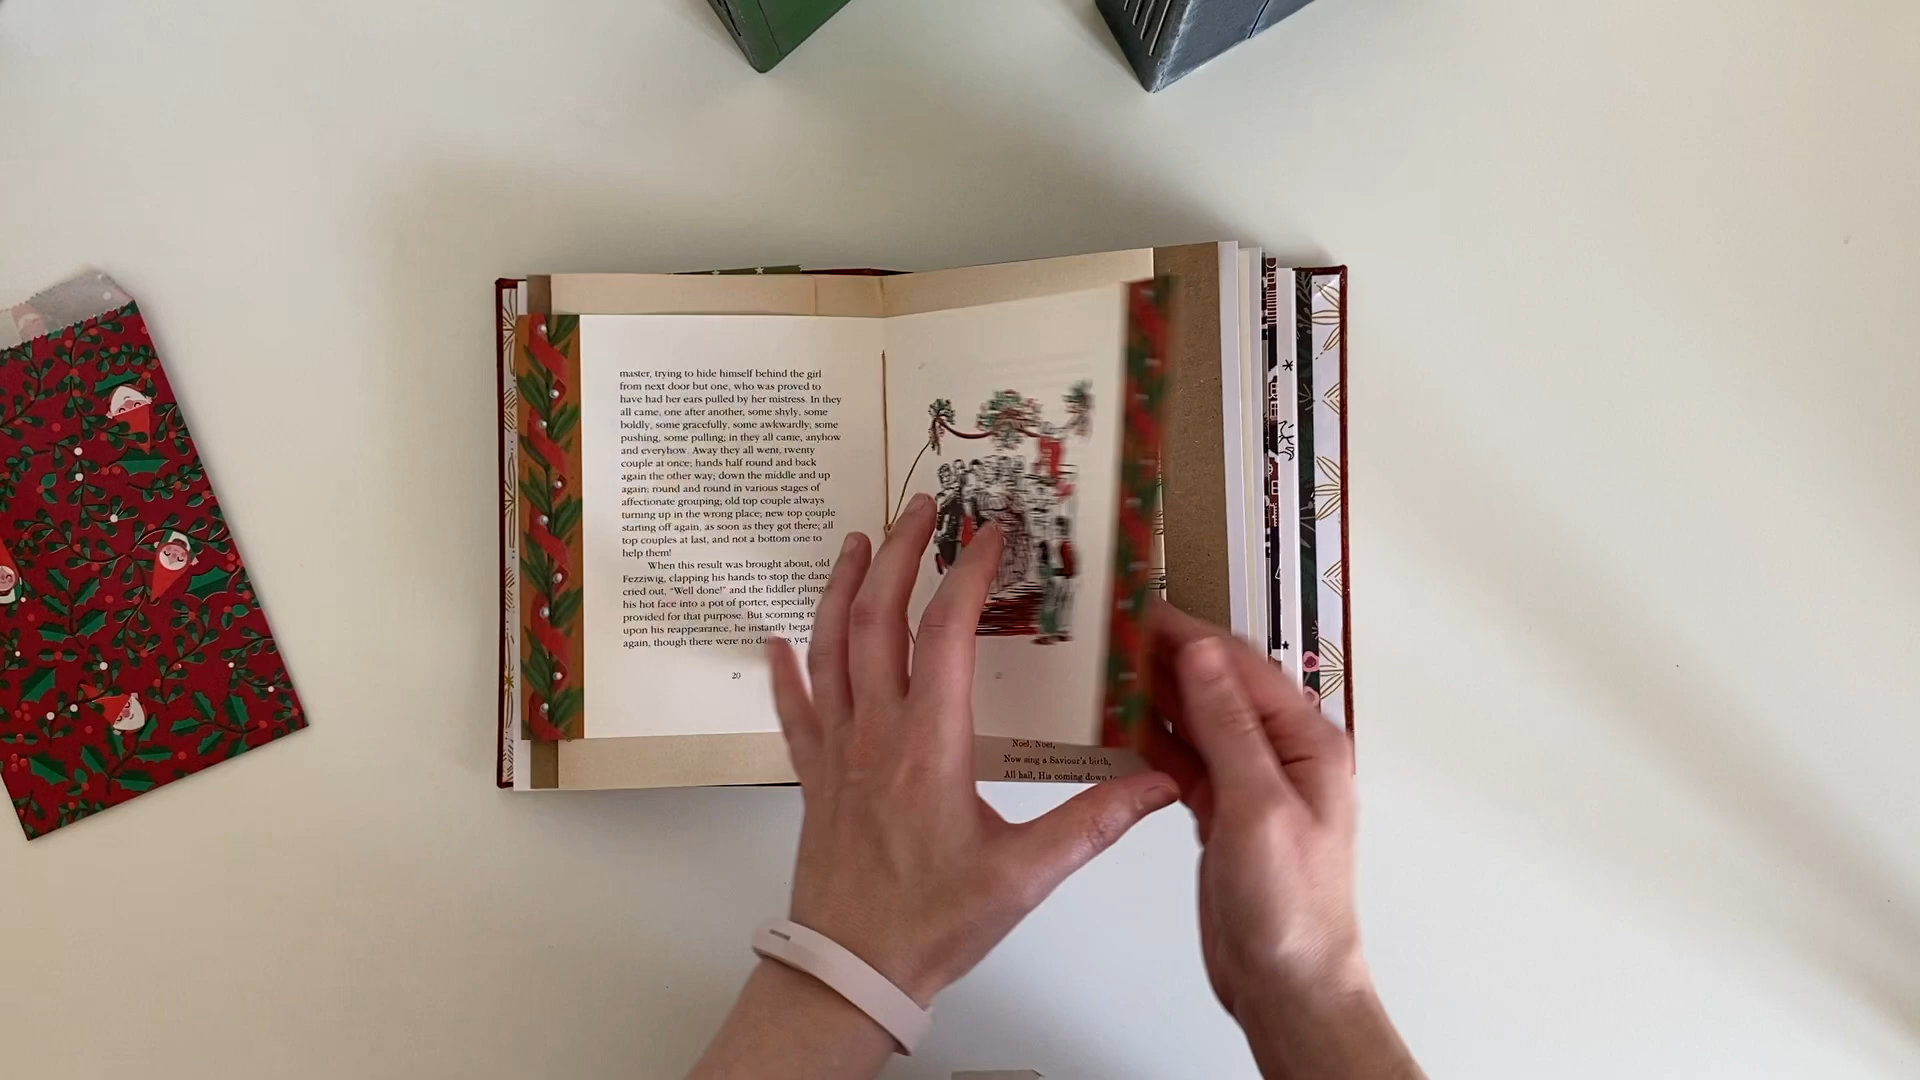 master, trying to hide himself behind the girl
from next door but one, who was proved to
have had her ears pulled by her mistress. In they
all came, one after another, some shyly, some
boldly, some gracefully, some awkwardly, some
pushing, some pulling; in they all came, anyhow
and everyhow. Away they all went, twenty
couple at once; hands half round and back
again the other way; down the middle and up
again; round and round in various stages of
affectionate grouping; old top couple always
turning up in the wrong place; new top couple
starting off again, as soon as they got there; all
top couples at last, and not a bottom one to
help them!
When this result was brought about, old
Fezziwig, clapping his hands to stop the danc
cried out, "Well done!" and the fiddler plung
his hot face into a pot of porter, especially
provided for that purpose. But scorning re
upon his reappearance, he instantly bega
again, though there were no da s yet,
20
Noel, Noel,
Now sing a Saviour's birth,
All hail, His coming down